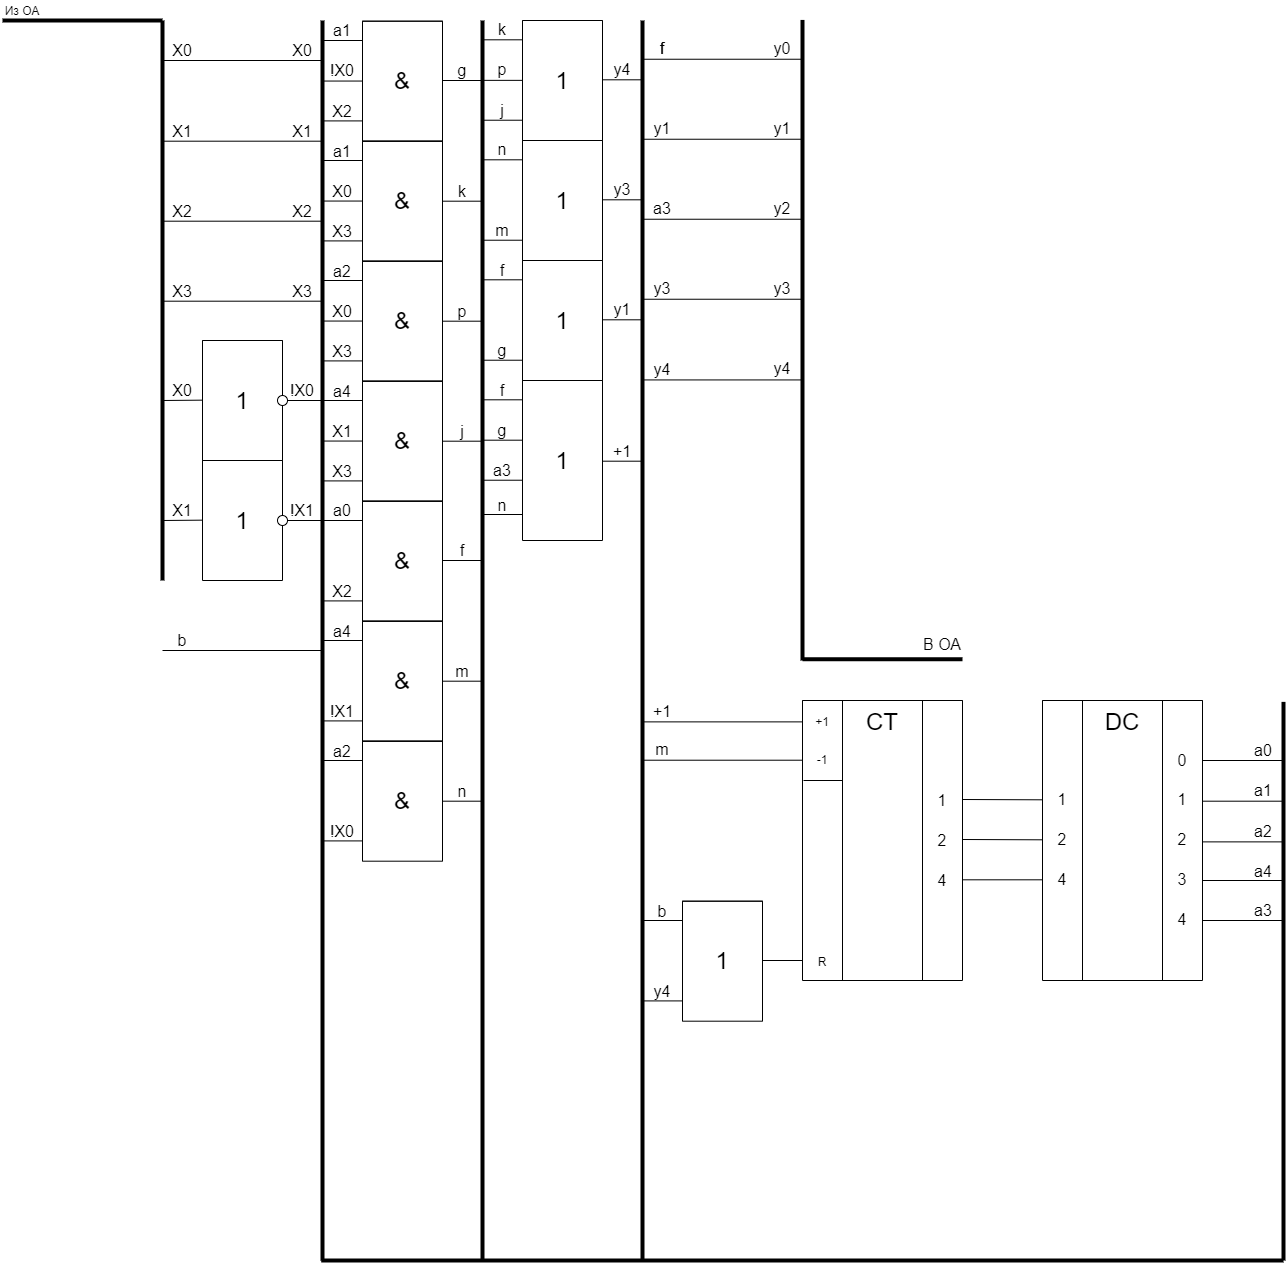 Из ОА
X0 X0
X1 X1
X2 X2
X3 X3
X0 1 !X0
X1 1 !X1
b
a1
!X0 & g
X2
a1
X0 & k
X3
a2
X0 & p
X3
a4
X1 & j
X3
a0
& f
X2
a4
& m
!X1
a2
& n
!X0
k
p 1 y4
j
n
1 y3
m
f
1 y1
g
f
g 1 +1
a3
n
f y0
y1 y1
a3 y2
y3 y3
y4 y4
В ОА
+1 +1 CT
m -1
1
2
4
b
1 R
y4
DC
1
2
4
0 a0
1 a1
2 a2
3 a4
4 a3